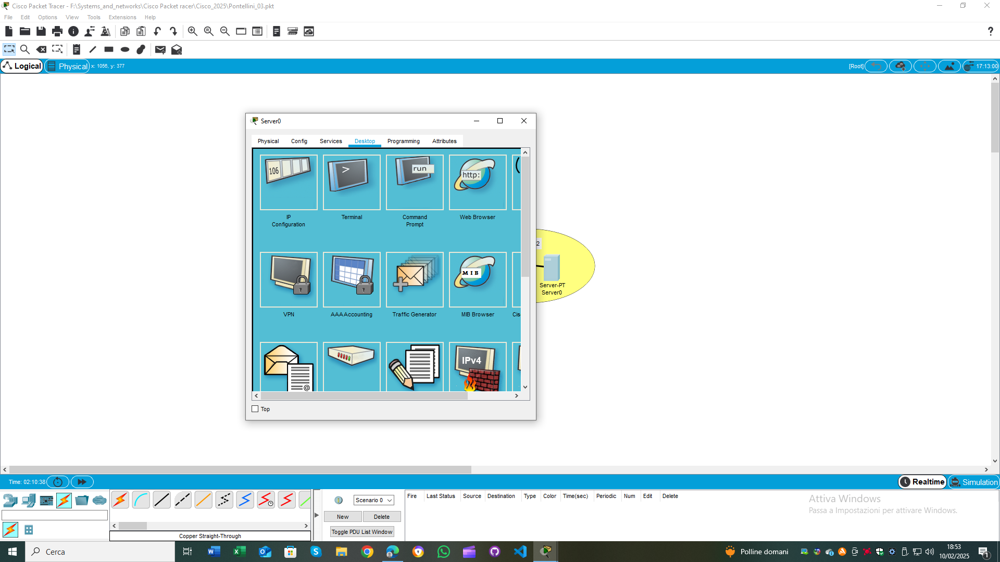 Cisco Packet Tracer - F:\Systems_and_networks\Cisco Packet racer\Cisco_2025\Pontellini_03.pkt
File Edit Options View Tools Extensions Help
?
Logical Physical x: 1056, y: 377 [Root] 17:13:00
Server0
Physical Config Services Desktop Programming Attributes
106 > run http:
IP Configuration
Terminal
Command Prompt
Web Browser
MIB
VPN
AAA Accounting
Traffic Generator
MIB Browser
Cis
@
IPv4
Top
2
Server-PT
Server0
Time: 02:10:38
Realtime Simulation
Copper Straight-Through
Scenario 0
New Delete
Toggle PDU List Window
Fire Last Status Source Destination Type Color Time(sec) Periodic Num Edit Delete
Attiva Windows
Passa a Impostazioni per attivare Windows.
Cerca
Polline domani
18:53
10/02/2025
1